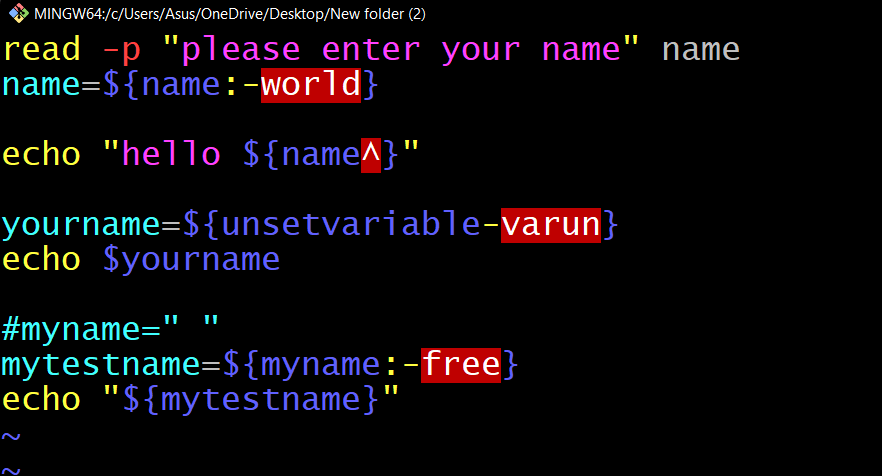 MINGW64:/c/Users/Asus/OneDrive/Desktop/New folder (2)
read -p "please enter your name" name
name=${name:-world}
echo "hello ${name^}"
yourname=${unsetvariable-varun}
echo $yourname
#myname=" "
mytestname=${myname:-free}
echo "${mytestname}"
~
~